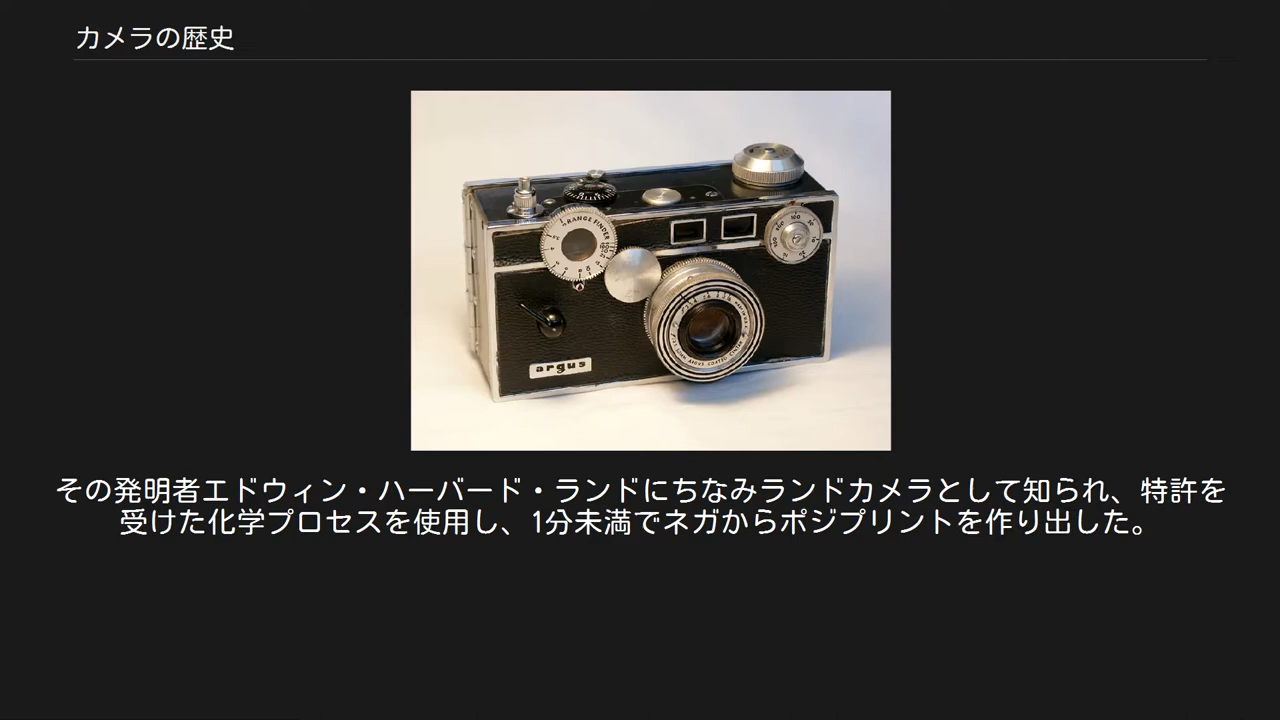 カメラの歴史
RANGE FINDER
argus
その発明者エドウィン・ハーバード・ランドにちなみランドカメラとして知られ、特許を
受けた化学プロセスを使用し、1分未満でネガからポジプリントを作り出した。